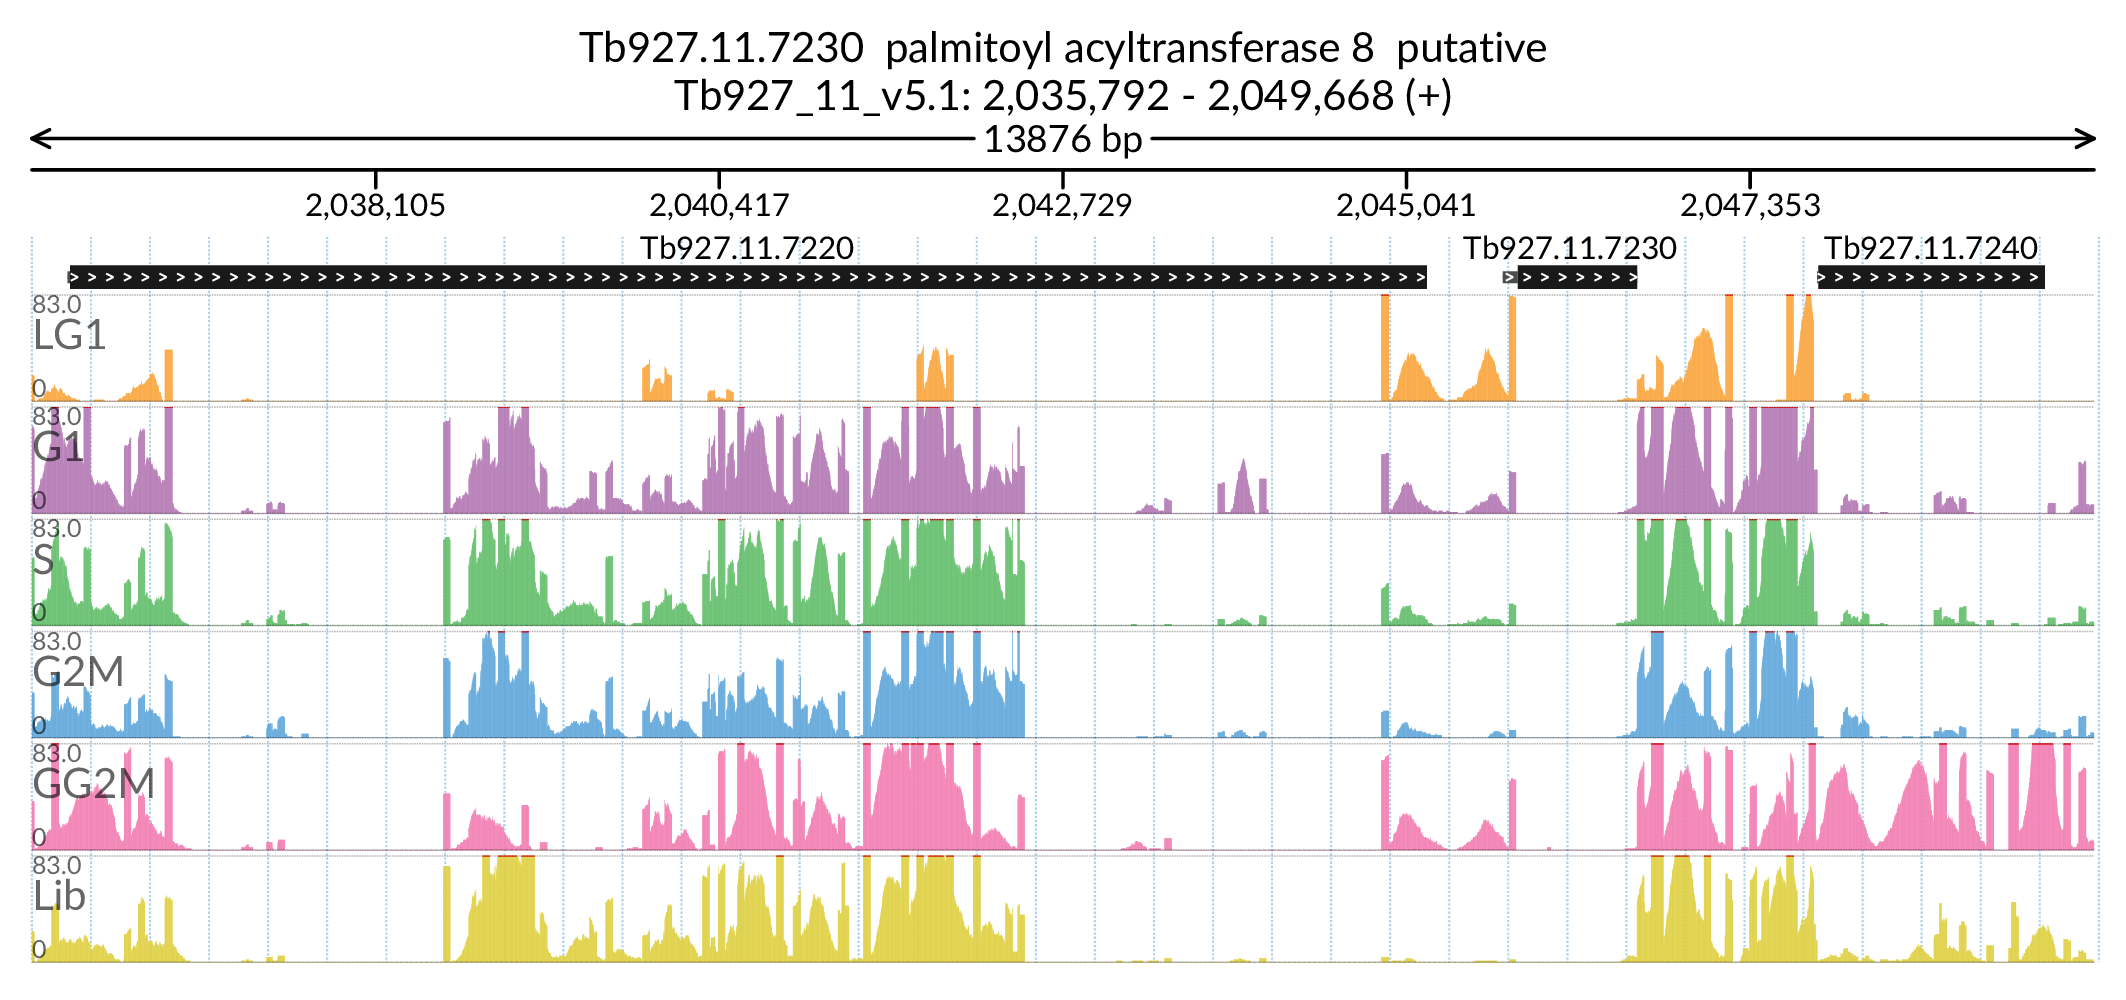 Tb927.11.7230 palmitoyl acyltransferase 8 putative
Tb927_11_v5.1: 2,035,792 - 2,049,668 (+)
13876 bp
2,038,105 2,040,417 2,042,729 2,045,041 2,047,353
Tb927.11.7220 Tb927.11.7230 Tb927.11.7240
83.0
LG1
0
83.0
G1
0
83.0
S
0
83.0
G2M
0
83.0
GG2M
0
83.0
Lib
0